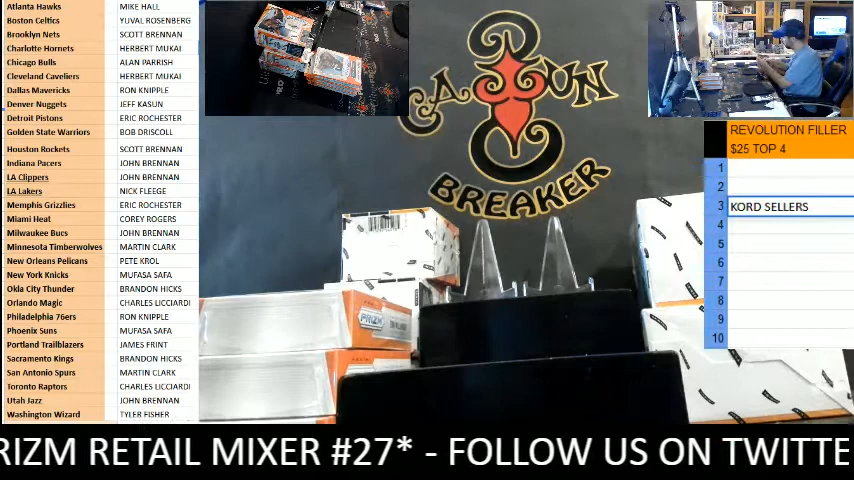 Atlanta Hawks MIKE HALL
Boston Celtics YUVAL ROSENBERG
Brooklyn Nets SCOTT BRENNAN
Charlotte Hornets HERBERT MUKAI
Chicago Bulls ALAN PARRISH
Cleveland Cavaliers HERBERT MUKAI
Dallas Mavericks RON KNIPPLE
Denver Nuggets JEFF KASUN
Detroit Pistons ERIC ROCHESTER
Golden State Warriors BOB DRISCOLL
Houston Rockets SCOTT BRENNAN
Indiana Pacers JOHN BRENNAN
LA Clippers JOHN BRENNAN
LA Lakers NICK FLEEGE
Memphis Grizzlies ERIC ROCHESTER
Miami Heat COREY ROGERS
Milwaukee Bucs JOHN BRENNAN
Minnesota Timberwolves MARTIN CLARK
New Orleans Pelicans PETE KROL
New York Knicks MUFASA SAFA
Okla City Thunder BRANDON HICKS
Orlando Magic CHARLES LICCIARDI
Philadelphia 76ers RON KNIPPLE
Phoenix Suns MUFASA SAFA
Portland Trailblazers JAMES FRINT
Sacramento Kings BRANDON HICKS
San Antonio Spurs MARTIN CLARK
Toronto Raptors CHARLES LICCIARDI
Utah Jazz JOHN BRENNAN
Washington Wizard TYLER FISHER
CAJUN
BREAKER
PRIZM
REVOLUTION FILLER
$25 TOP 4
1
2
3 KORD SELLERS
4
5
6
7
8
9
10
RIZM RETAIL MIXER #27* - FOLLOW US ON TWITTE